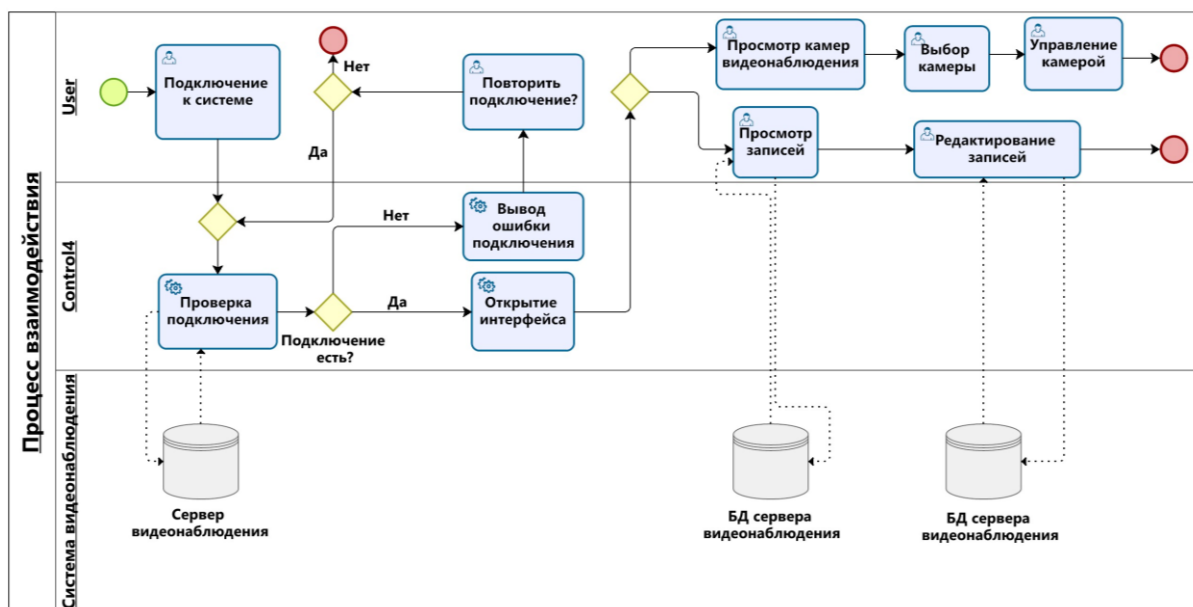 Процесс взаимодействия
User
Подключение
к системе
Нет
Да
Повторить
подключение?
Просмотр камер
видеонаблюдения
Выбор
камеры
Управление
камерой
Просмотр
записей
Редактирование
записей
Control4
Проверка
подключения
Подключение
есть?
Нет
Да
Вывод
ошибки
подключения
Открытие
интерфейса
Система видеонаблюдения
Сервер
видеонаблюдения
БД сервера
видеонаблюдения
БД сервера
видеонаблюдения